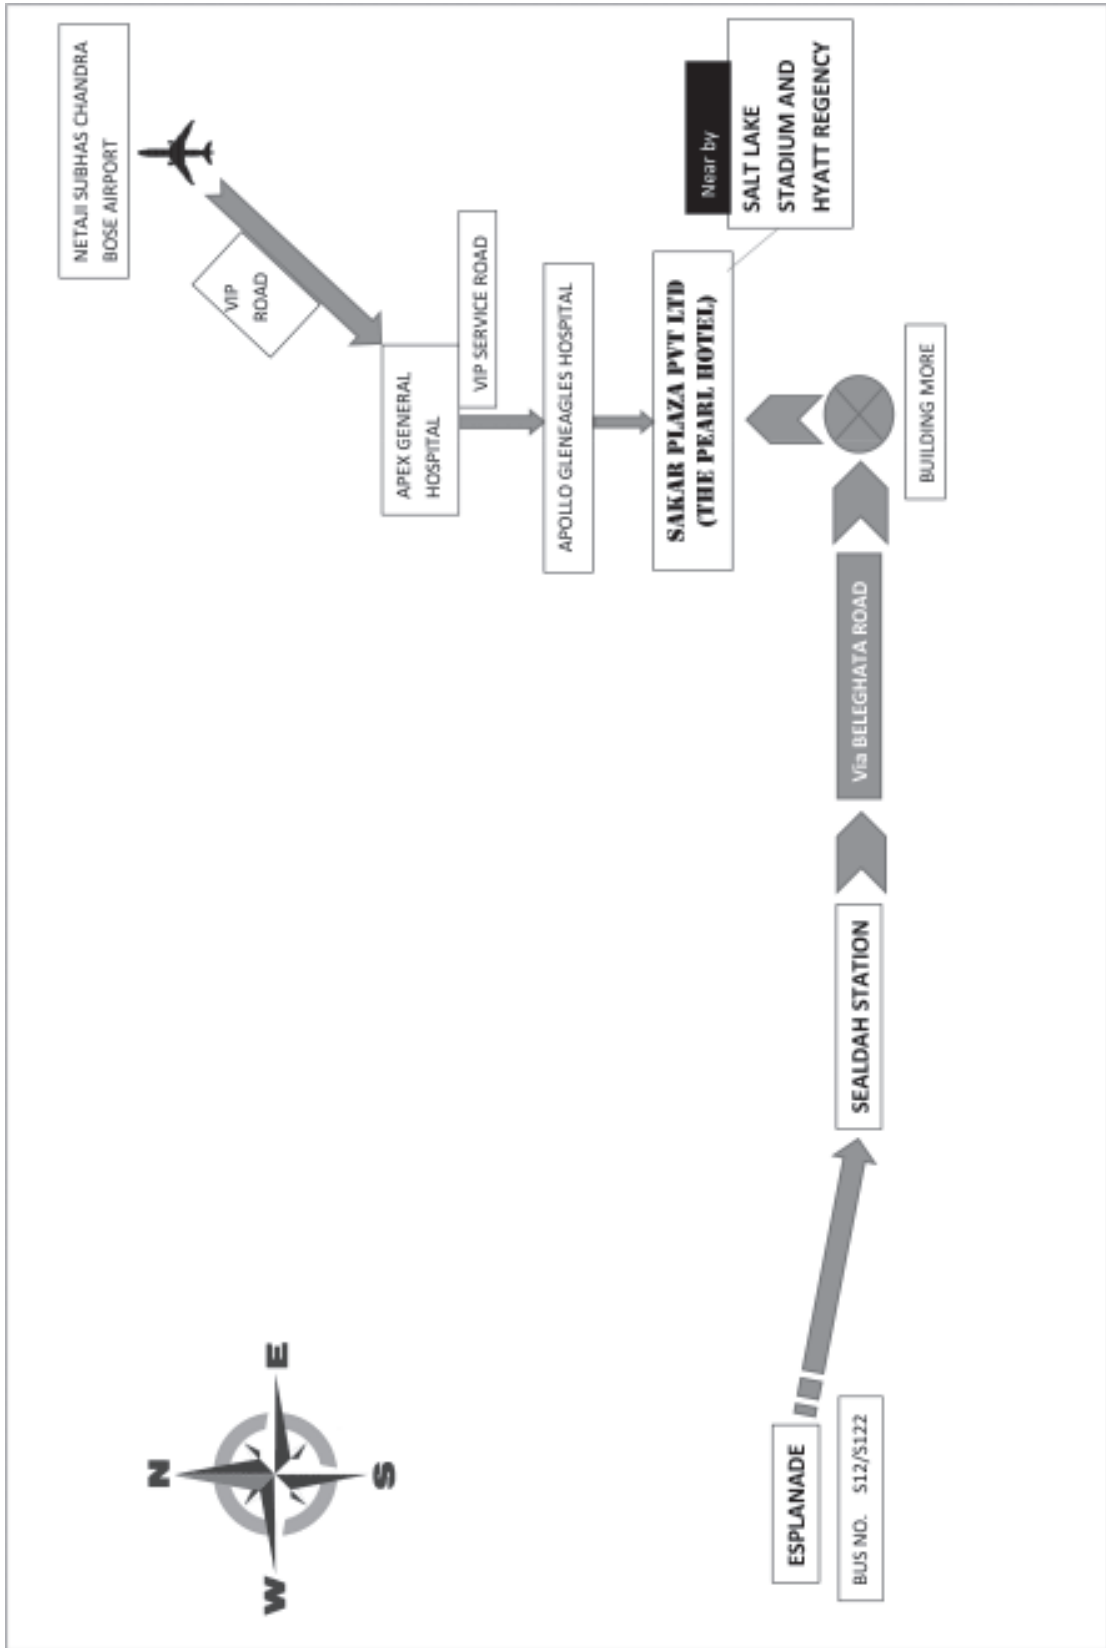 NETAJI SUBHAS CHANDRA
BOSE AIRPORT
VIP
ROAD
APEX GENERAL
HOSPITAL
VIP SERVICE ROAD
APOLLO GLENEAGLES HOSPITAL
SAKAR PLAZA PVT LTD
(THE PEARL HOTEL)
Near by
SALT LAKE
STADIUM AND
HYATT REGENCY
N
W
E
S
ESPLANADE
BUS NO. S12/S122
SEALDAH STATION
Via BELEGHATA ROAD
BUILDING MORE